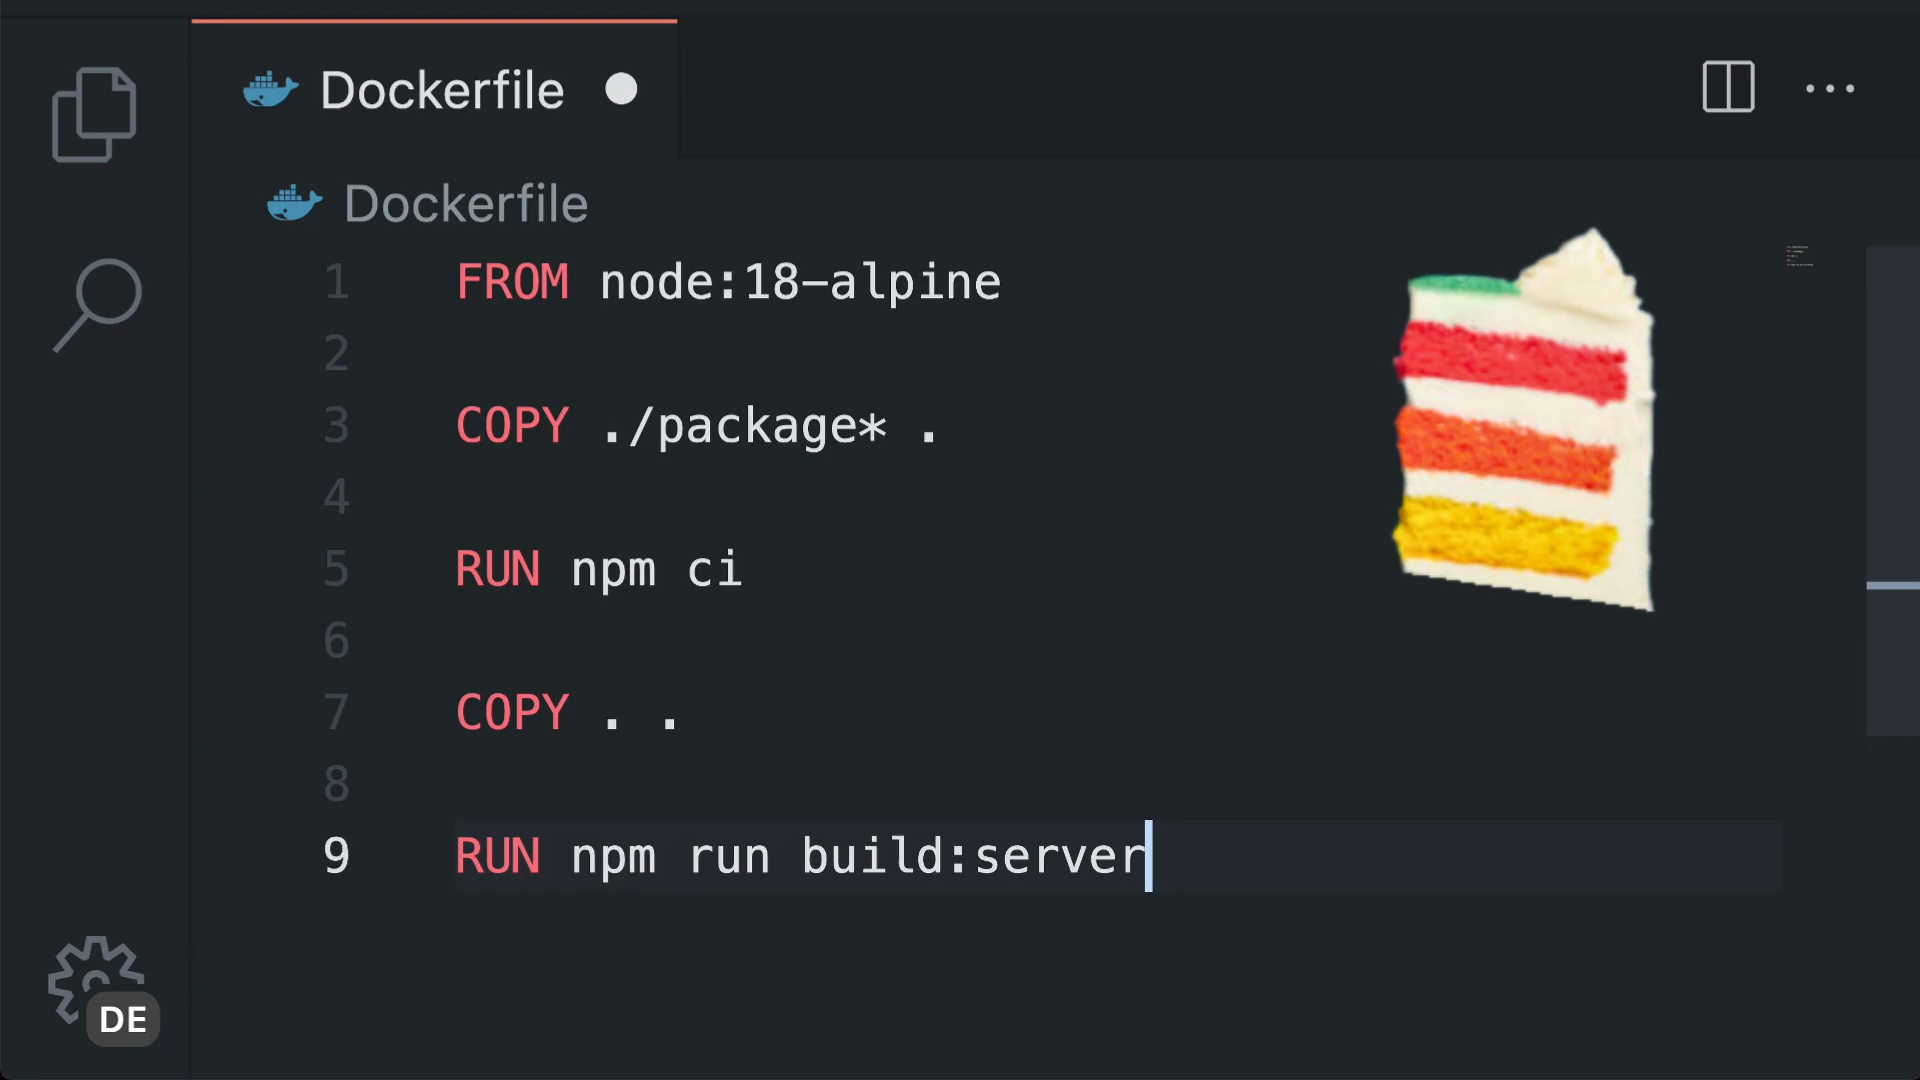 Dockerfile
Dockerfile
1 FROM node:18-alpine
2
3 COPY ./package* .
4
5 RUN npm ci
6
7 COPY . .
8
9 RUN npm run build:server
DE